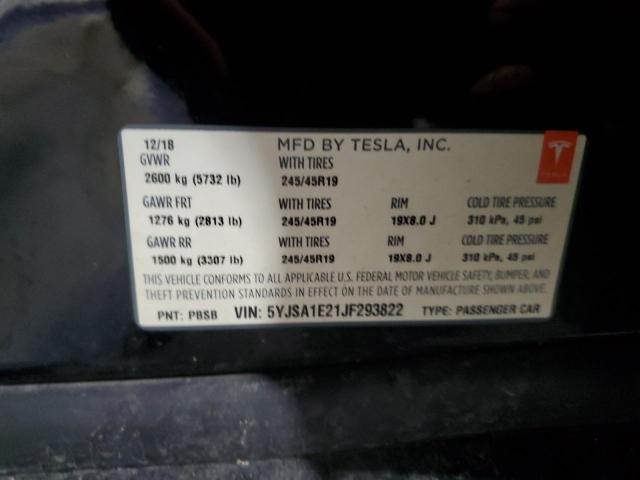 12/18 MFD BY TESLA, INC.
GVWR WITH TIRES
2600 kg (5732 lb) 245/45R19
GAWR FRT WITH TIRES RIM COLD TIRE PRESSURE
1276 kg (2813 lb) 245/45R19 19X8.0 J 310 kPa, 45 psi
GAWR RR WITH TIRES RIM COLD TIRE PRESSURE
1500 kg (3307 lb) 245/45R19 19X8.0 J 310 kPa, 45 psi
THIS VEHICLE CONFORMS TO ALL APPLICABLE U.S. FEDERAL MOTOR VEHICLE SAFETY, BUMPER, AND
THEFT PREVENTION STANDARDS IN EFFECT ON THE DATE OF MANUFACTURE SHOWN ABOVE.
PNT: PBSB VIN: 5YJSA1E21JF293822 TYPE: PASSENGER CAR
TESLA